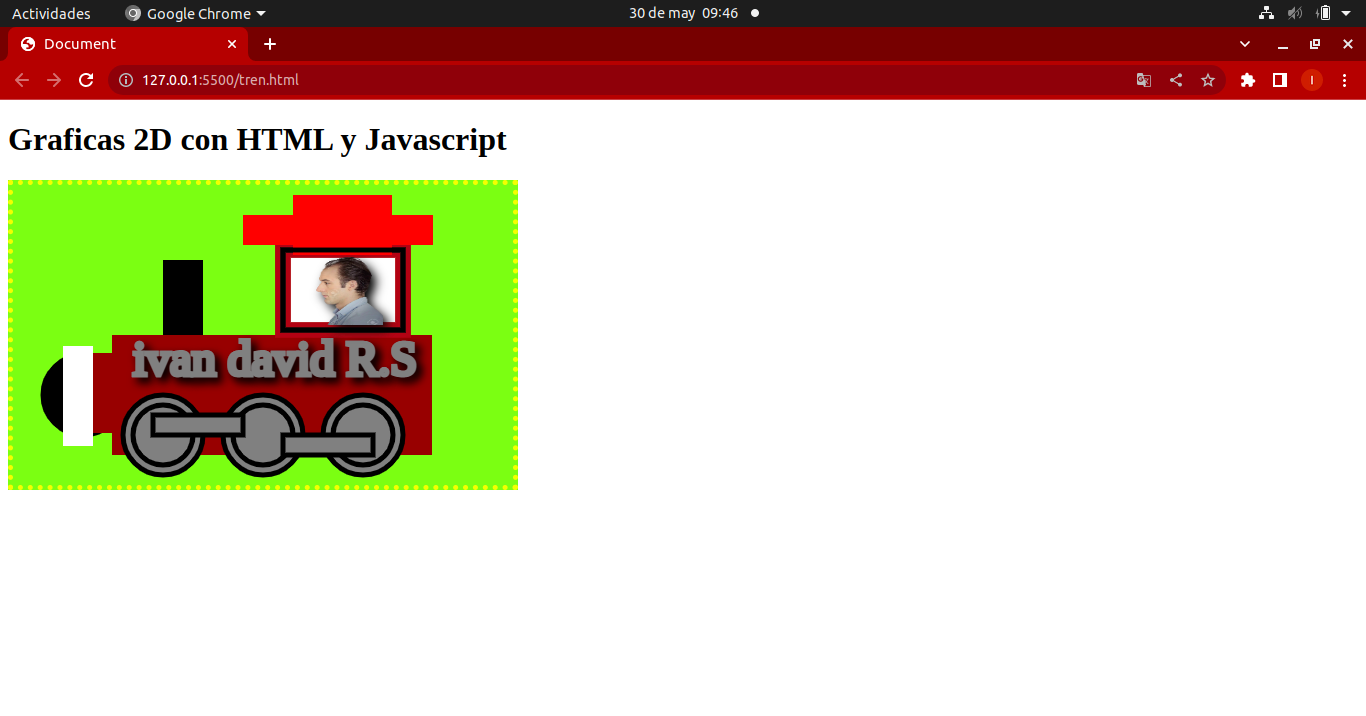 Actividades Google Chrome 30 de may 09:46
Document
127.0.0.1:5500/tren.html I
Graficas 2D con HTML y Javascript
ivan david R.S